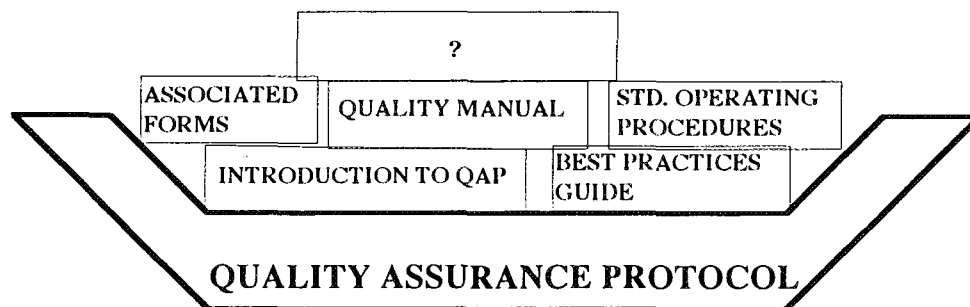 ?
ASSOCIATED
FORMS
QUALITY MANUAL
STD. OPERATING
PROCEDURES
INTRODUCTION TO QAP
BEST PRACTICES
GUIDE
QUALITY ASSURANCE PROTOCOL